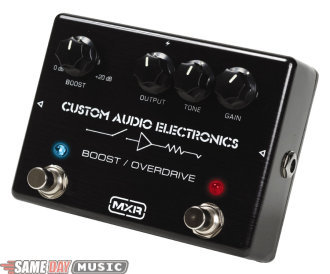 BOOST
0 dB
+20 dB
OUTPUT
TONE
GAIN
CUSTOM AUDIO ELECTRONICS
BOOST / OVERDRIVE
MXR
SAME DAY MUSIC